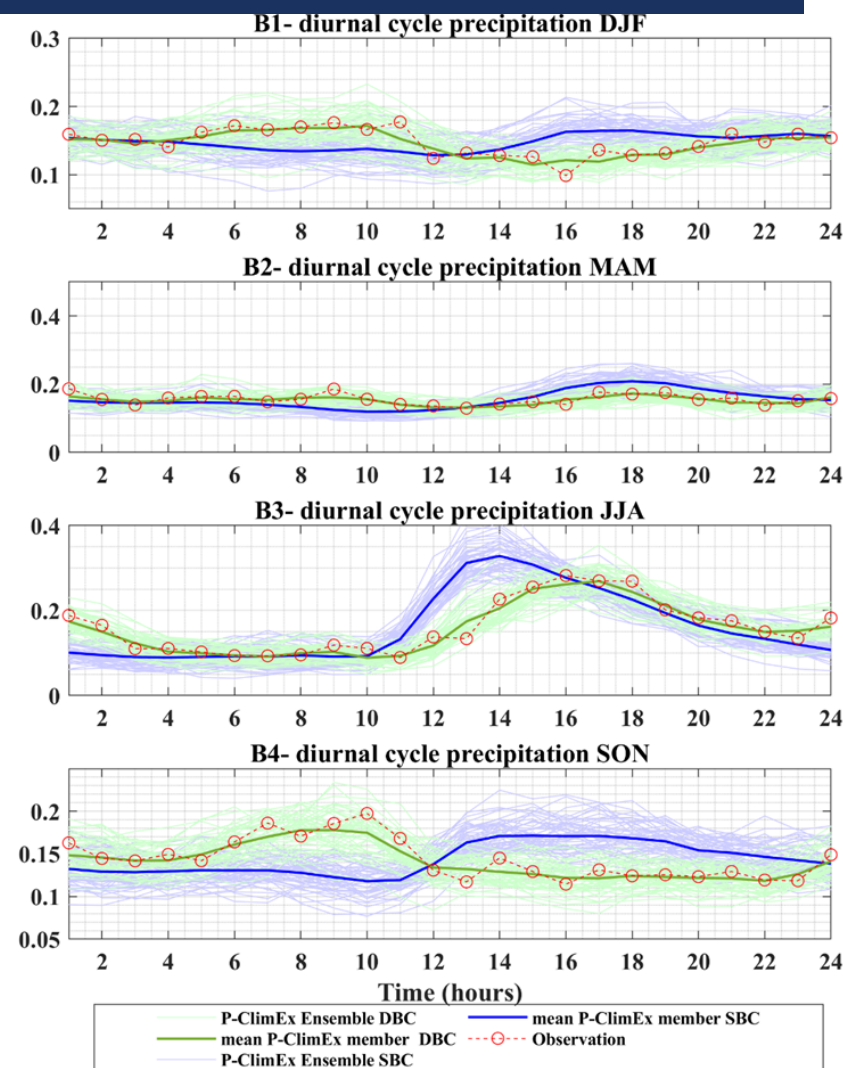 B1- diurnal cycle precipitation DJF
0.3
0.2
0.1
2 4 6 8 10 12 14 16 18 20 22 24
B2- diurnal cycle precipitation MAM
0.4
0.2
0
2 4 6 8 10 12 14 16 18 20 22 24
B3- diurnal cycle precipitation JJA
0.4
0.2
0
2 4 6 8 10 12 14 16 18 20 22 24
B4- diurnal cycle precipitation SON
0.2
0.15
0.1
0.05
2 4 6 8 10 12 14 16 18 20 22 24
Time (hours)
P-ClimEx Ensemble DBC mean P-ClimEx member SBC
mean P-ClimEx member DBC Observation
P-ClimEx Ensemble SBC